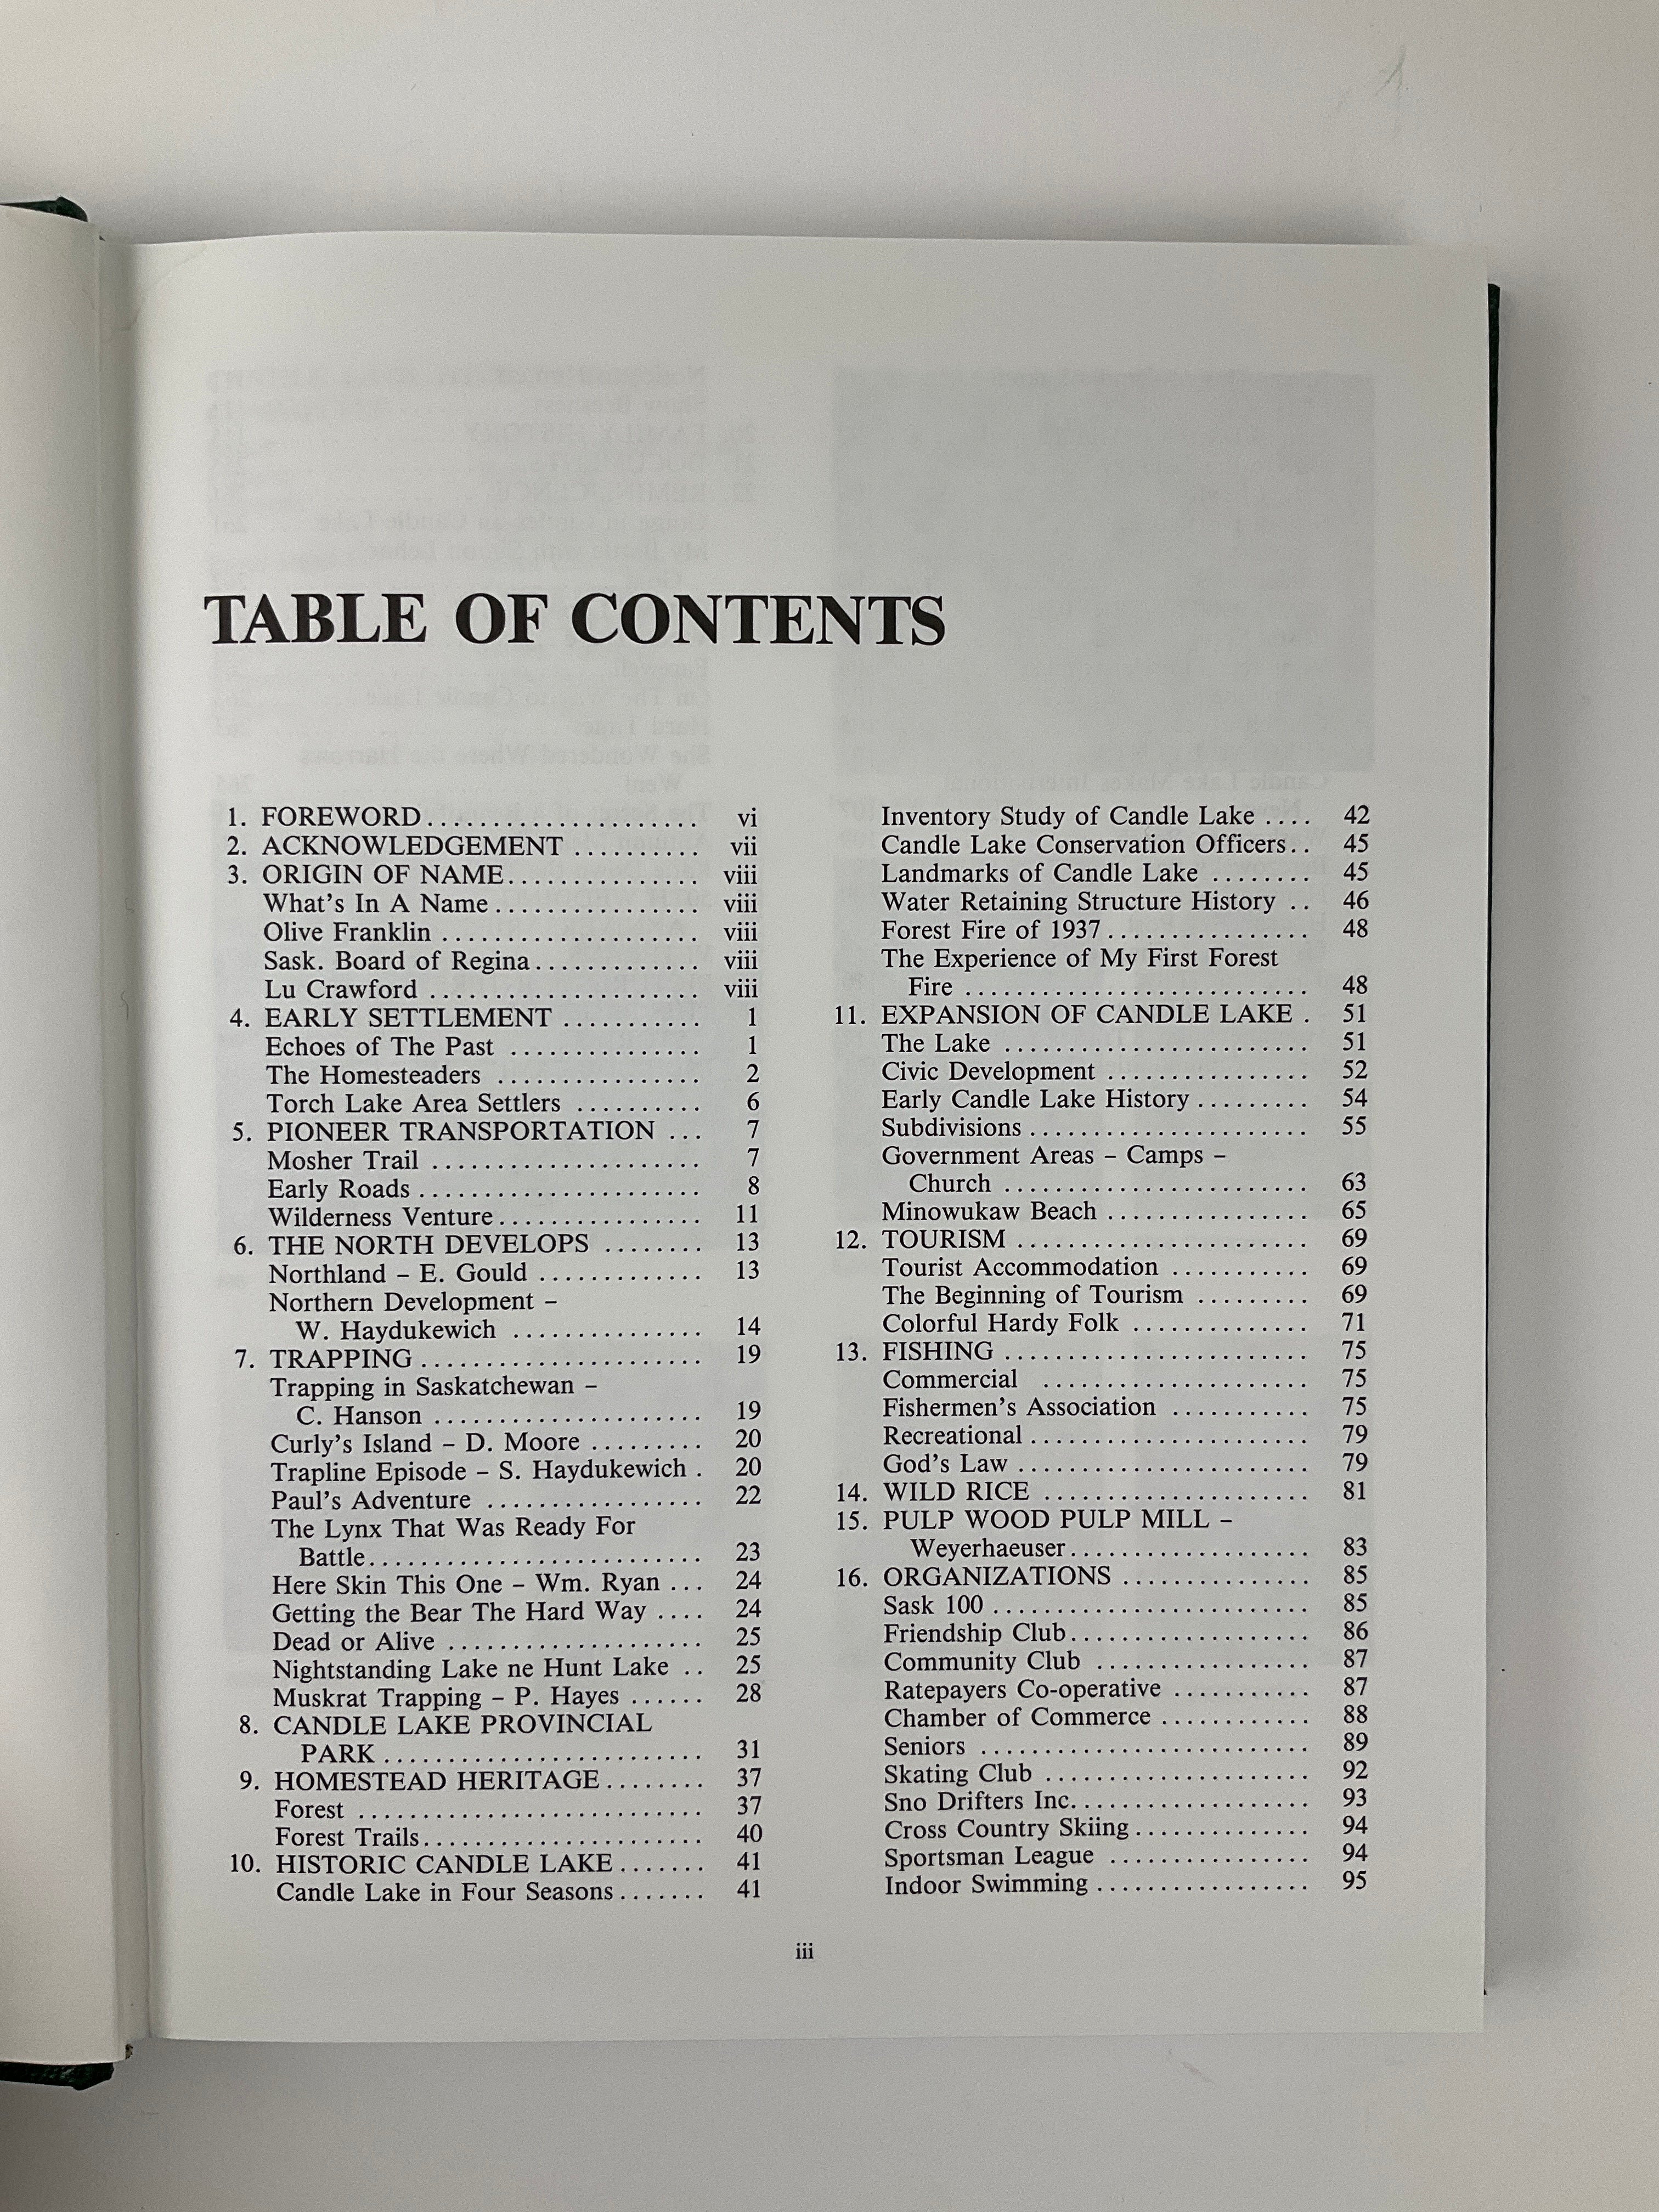 TABLE OF CONTENTS
1. FOREWORD..................... vi
2. ACKNOWLEDGEMENT .......... vii
3. ORIGIN OF NAME............... viii
What's In A Name................ viii
Olive Franklin .................... viii
Sask. Board of Regina............. viii
Lu Crawford ..................... viii
4. EARLY SETTLEMENT ........... 1
Echoes of The Past ............... 1
The Homesteaders ................ 2
Torch Lake Area Settlers .......... 6
5. PIONEER TRANSPORTATION ... 7
Mosher Trail ..................... 7
Early Roads...................... 8
Wilderness Venture................ 11
6. THE NORTH DEVELOPS ........ 13
Northland – E. Gould ............. 13
Northern Development –
W. Haydukewich ............... 14
7. TRAPPING...................... 19
Trapping in Saskatchewan –
C. Hanson ..................... 19
Curly's Island – D. Moore ......... 20
Trapline Episode – S. Haydukewich . 20
Paul's Adventure ................. 22
The Lynx That Was Ready For
Battle.......................... 23
Here Skin This One – Wm. Ryan ... 24
Getting the Bear The Hard Way .... 24
Dead or Alive .................... 25
Nightstanding Lake ne Hunt Lake .. 25
Muskrat Trapping – P. Hayes ...... 28
8. CANDLE LAKE PROVINCIAL
PARK......................... 31
9. HOMESTEAD HERITAGE........ 37
Forest ........................... 37
Forest Trails...................... 40
10. HISTORIC CANDLE LAKE....... 41
Candle Lake in Four Seasons....... 41
Inventory Study of Candle Lake .... 42
Candle Lake Conservation Officers.. 45
Landmarks of Candle Lake ........ 45
Water Retaining Structure History .. 46
Forest Fire of 1937................ 48
The Experience of My First Forest
Fire ........................... 48
11. EXPANSION OF CANDLE LAKE . 51
The Lake ........................ 51
Civic Development ................ 52
Early Candle Lake History......... 54
Subdivisions...................... 55
Government Areas – Camps –
Church ........................ 63
Minowukaw Beach ................ 65
12. TOURISM ....................... 69
Tourist Accommodation ........... 69
The Beginning of Tourism ......... 69
Colorful Hardy Folk .............. 71
13. FISHING ........................ 75
Commercial ..................... 75
Fishermen's Association ........... 75
Recreational...................... 79
God's Law ....................... 79
14. WILD RICE ..................... 81
15. PULP WOOD PULP MILL –
Weyerhaeuser................... 83
16. ORGANIZATIONS ............... 85
Sask 100 ......................... 85
Friendship Club................... 86
Community Club ................. 87
Ratepayers Co-operative ........... 87
Chamber of Commerce ............ 88
Seniors .......................... 89
Skating Club ..................... 92
Sno Drifters Inc................... 93
Cross Country Skiing.............. 94
Sportsman League ................ 94
Indoor Swimming................. 95
iii